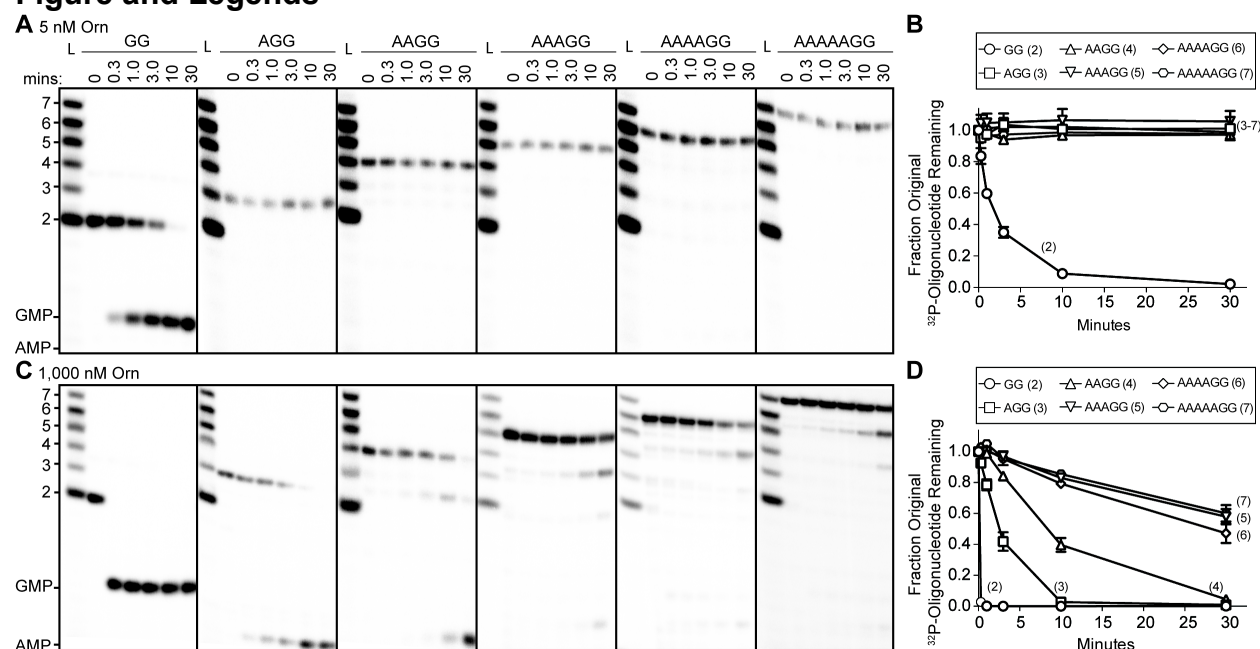 Figure and Legends
A 5 nM Orn
L GG L AGG L AAGG L AAAGG L AAAAGG L AAAAAGG
mins: 0 0.3 1.0 3.0 10 30 0 0.3 1.0 3.0 10 30 0 0.3 1.0 3.0 10 30 0 0.3 1.0 3.0 10 30 0 0.3 1.0 3.0 10 30 0 0.3 1.0 3.0 10 30
7
6
5
4
3
2
GMP
AMP
B
GG (2) AAGG (4) AAAAGG (6)
AGG (3) AAAGG (5) AAAAAGG (7)
Fraction Original
32P-Oligonucleotide Remaining
1.0
0.8
0.6
0.4
0.2
0.0
(3-7)
(2)
0 5 10 15 20 25 30
Minutes
C 1,000 nM Orn
7
6
5
4
3
2
GMP
AMP
D
GG (2) AAGG (4) AAAAGG (6)
AGG (3) AAAGG (5) AAAAAGG (7)
Fraction Original
32P-Oligonucleotide Remaining
1.0
0.8
0.6
0.4
0.2
0.0
(7)
(5)
(6)
(2) (3) (4)
0 5 10 15 20 25 30
Minutes